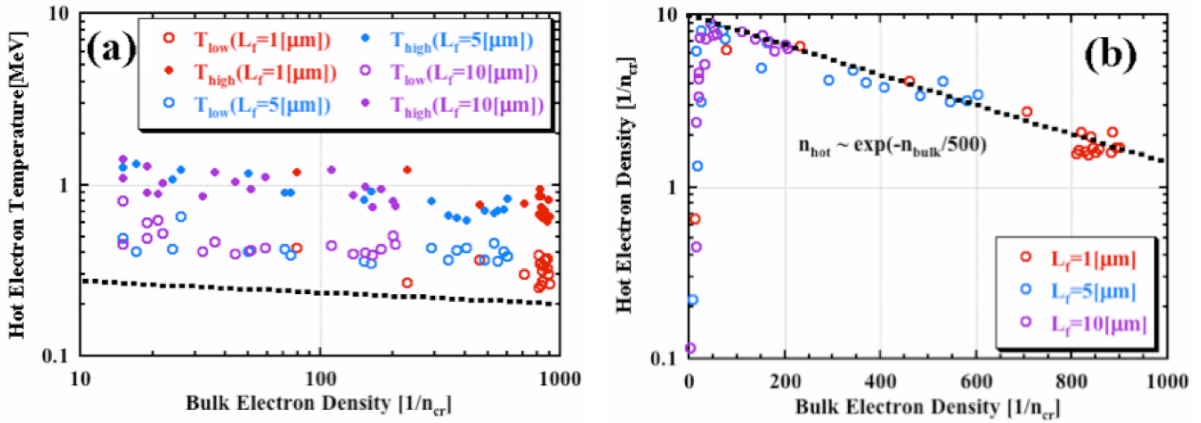 (a)
T_low(L_f=1[μm])
T_high(L_f=1[μm])
T_low(L_f=5[μm])
T_high(L_f=5[μm])
T_low(L_f=10[μm])
T_high(L_f=10[μm])
Hot Electron Temperature[MeV]
10
1
0.1
10
100
1000
Bulk Electron Density [1/n_cr]
(b)
n_hot ~ exp(-n_bulk/500)
L_f=1[μm]
L_f=5[μm]
L_f=10[μm]
Hot Electron Density [1/n_cr]
10
1
0.1
0
200
400
600
800
1000
Bulk Electron Density [1/n_cr]